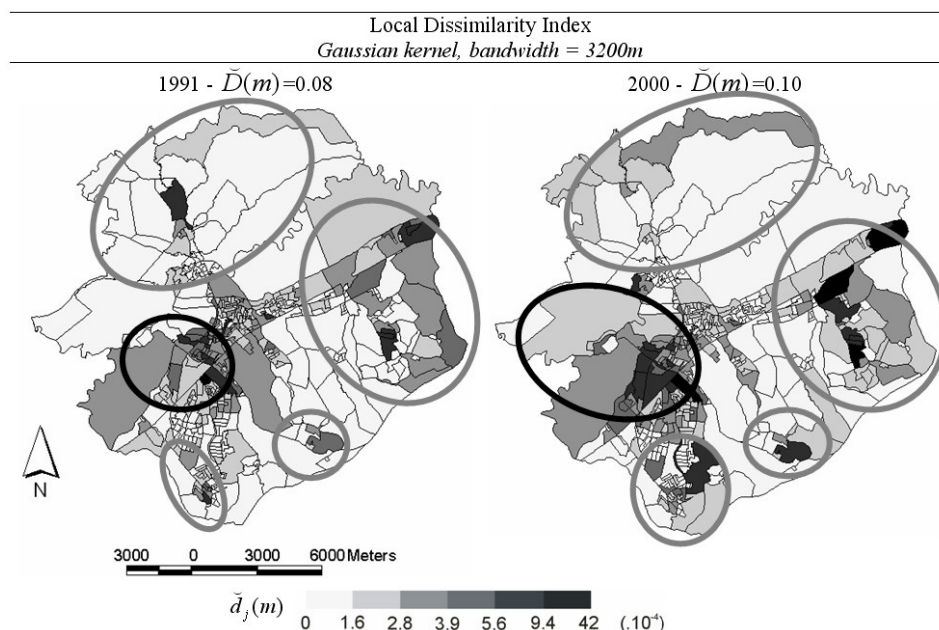 Local Dissimilarity Index
Gaussian kernel, bandwidth = 3200m
1991 - D̆(m)=0.08
2000 - D̆(m)=0.10
N
3000 0 3000 6000 Meters
d̆ⱼ(m)
0 1.6 2.8 3.9 5.6 9.4 42 (.10⁻⁴)